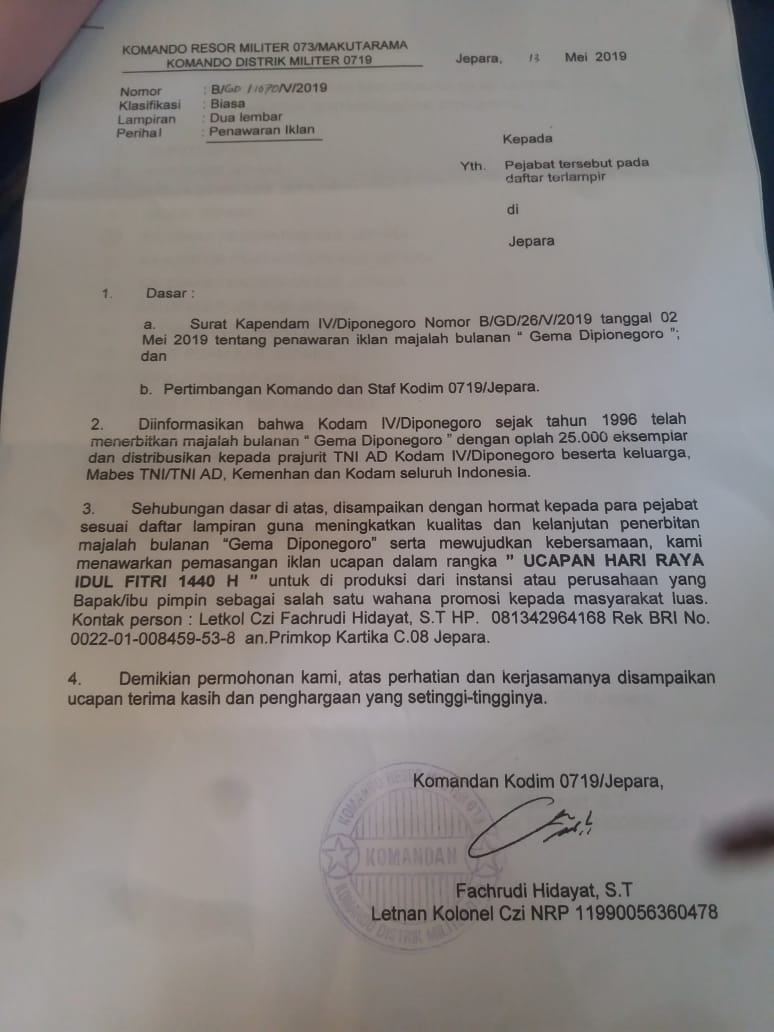 KOMANDO RESOR MILITER 073/MAKUTARAMA
KOMANDO DISTRIK MILITER 0719
Jepara, 13 Mei 2019
Nomor : B/GD /1070/V/2019
Klasifikasi : Biasa
Lampiran : Dua lembar
Perihal : Penawaran Iklan
Kepada
Yth. Pejabat tersebut pada
daftar terlampir
di
Jepara
1. Dasar :
a. Surat Kapendam IV/Diponegoro Nomor B/GD/26/V/2019 tanggal 02
Mei 2019 tentang penawaran iklan majalah bulanan “ Gema Dipionegoro ”;
dan
b. Pertimbangan Komando dan Staf Kodim 0719/Jepara.
2. Diinformasikan bahwa Kodam IV/Diponegoro sejak tahun 1996 telah
menerbitkan majalah bulanan “ Gema Diponegoro ” dengan oplah 25.000 eksemplar
dan distribusikan kepada prajurit TNI AD Kodam IV/Diponegoro beserta keluarga,
Mabes TNI/TNI AD, Kemenhan dan Kodam seluruh Indonesia.
3. Sehubungan dasar di atas, disampaikan dengan hormat kepada para pejabat
sesuai daftar lampiran guna meningkatkan kualitas dan kelanjutan penerbitan
majalah bulanan “Gema Diponegoro” serta mewujudkan kebersamaan, kami
menawarkan pemasangan iklan ucapan dalam rangka ” UCAPAN HARI RAYA
IDUL FITRI 1440 H ” untuk di produksi dari instansi atau perusahaan yang
Bapak/ibu pimpin sebagai salah satu wahana promosi kepada masyarakat luas.
Kontak person : Letkol Czi Fachrudi Hidayat, S.T HP. 081342964168 Rek BRI No.
0022-01-008459-53-8 an.Primkop Kartika C.08 Jepara.
4. Demikian permohonan kami, atas perhatian dan kerjasamanya disampaikan
ucapan terima kasih dan penghargaan yang setinggi-tingginya.
Komandan Kodim 0719/Jepara,
KOMANDO RESOR MILITER 073
KOMANDAN
KOMANDO DISTRIK MILITER 0719
Fachrudi Hidayat, S.T
Letnan Kolonel Czi NRP 11990056360478